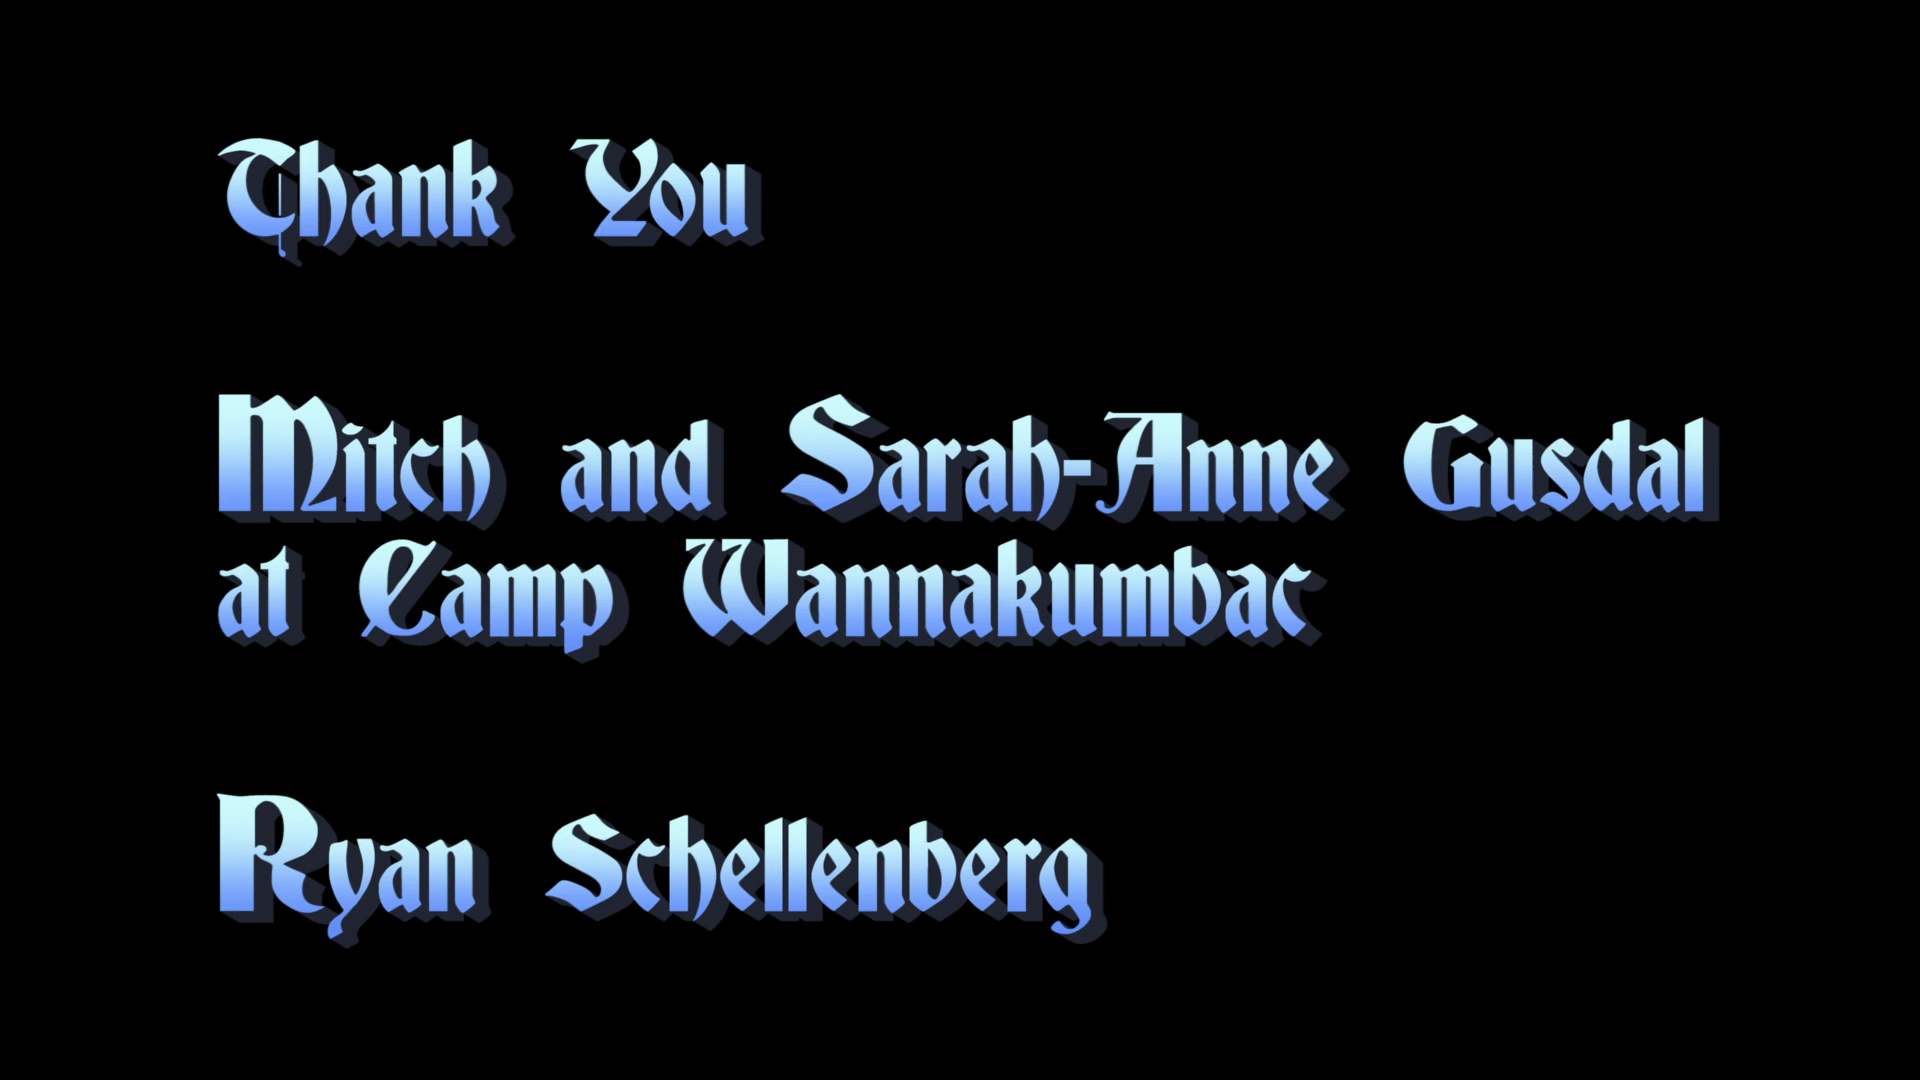 Thank You
Mitch and Sarah-Anne Gusdal
at Camp Wannakumbac
Ryan Schellenberg